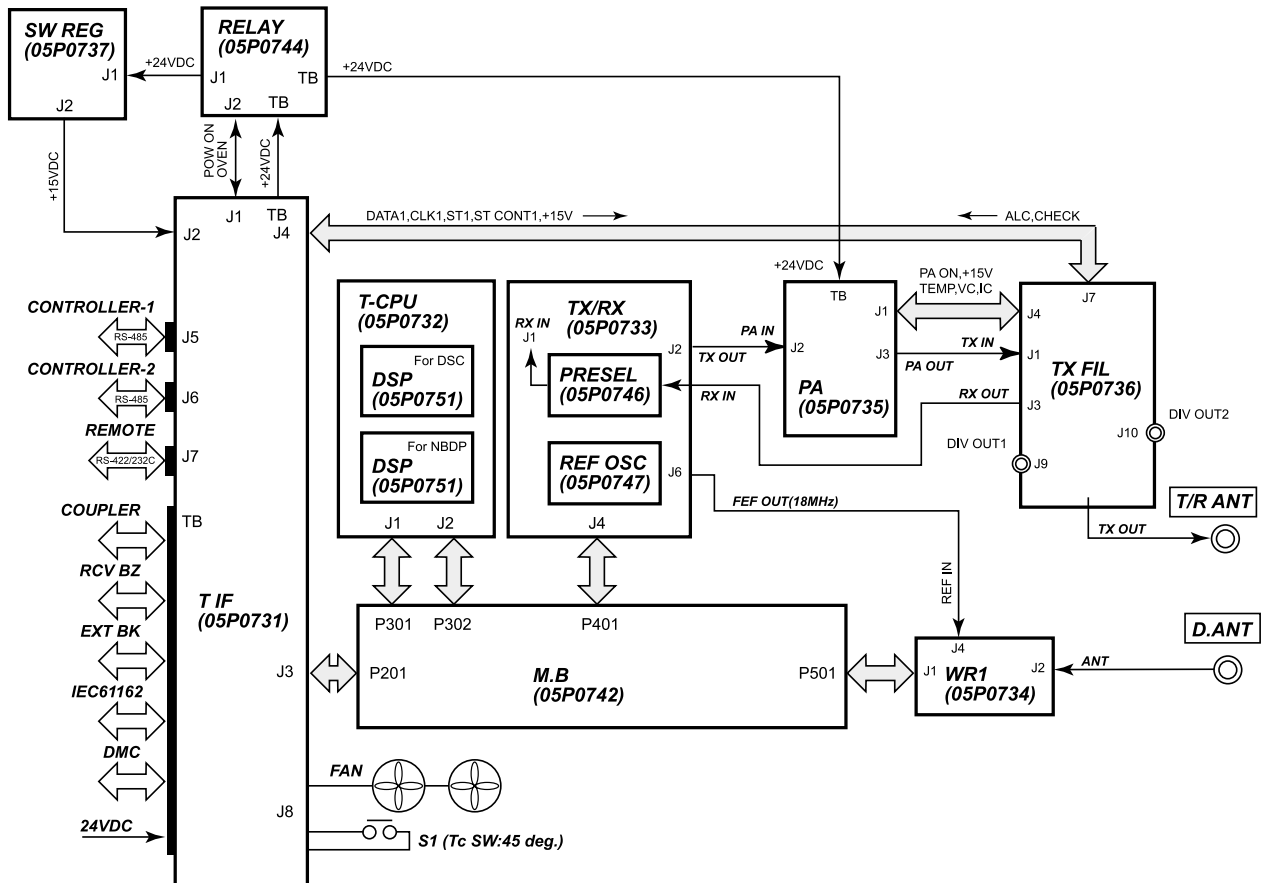 SW REG
(05P0737)
J1
J2
+24VDC
RELAY
(05P0744)
J1
TB
J2
TB
+24VDC
+15VDC
POW ON
OVEN
+24VDC
J1
TB
J2
J4
DATA1,CLK1,ST1,ST CONT1,+15V
ALC,CHECK
+24VDC
CONTROLLER-1
RS-485
J5
CONTROLLER-2
RS-485
J6
REMOTE
RS-422/232C
J7
COUPLER
TB
RCV BZ
EXT BK
IEC61162
DMC
24VDC
T IF
(05P0731)
J3
J8
T-CPU
(05P0732)
For DSC
DSP
(05P0751)
For NBDP
DSP
(05P0751)
J1
J2
TX/RX
(05P0733)
RX IN
J1
PRESEL
(05P0746)
REF OSC
(05P0747)
J2
J6
J4
PA IN
TX OUT
RX IN
TB
J1
J2
J3
PA
(05P0735)
PA ON,+15V
TEMP,VC,IC
TX IN
PA OUT
RX OUT
J7
J4
J1
J3
TX FIL
(05P0736)
J10
DIV OUT2
DIV OUT1
J9
T/R ANT
TX OUT
FEF OUT(18MHz)
REF IN
P301
P302
P401
P201
P501
M.B
(05P0742)
J4
J1
J2
WR1
(05P0734)
ANT
D.ANT
FAN
S1 (Tc SW:45 deg.)